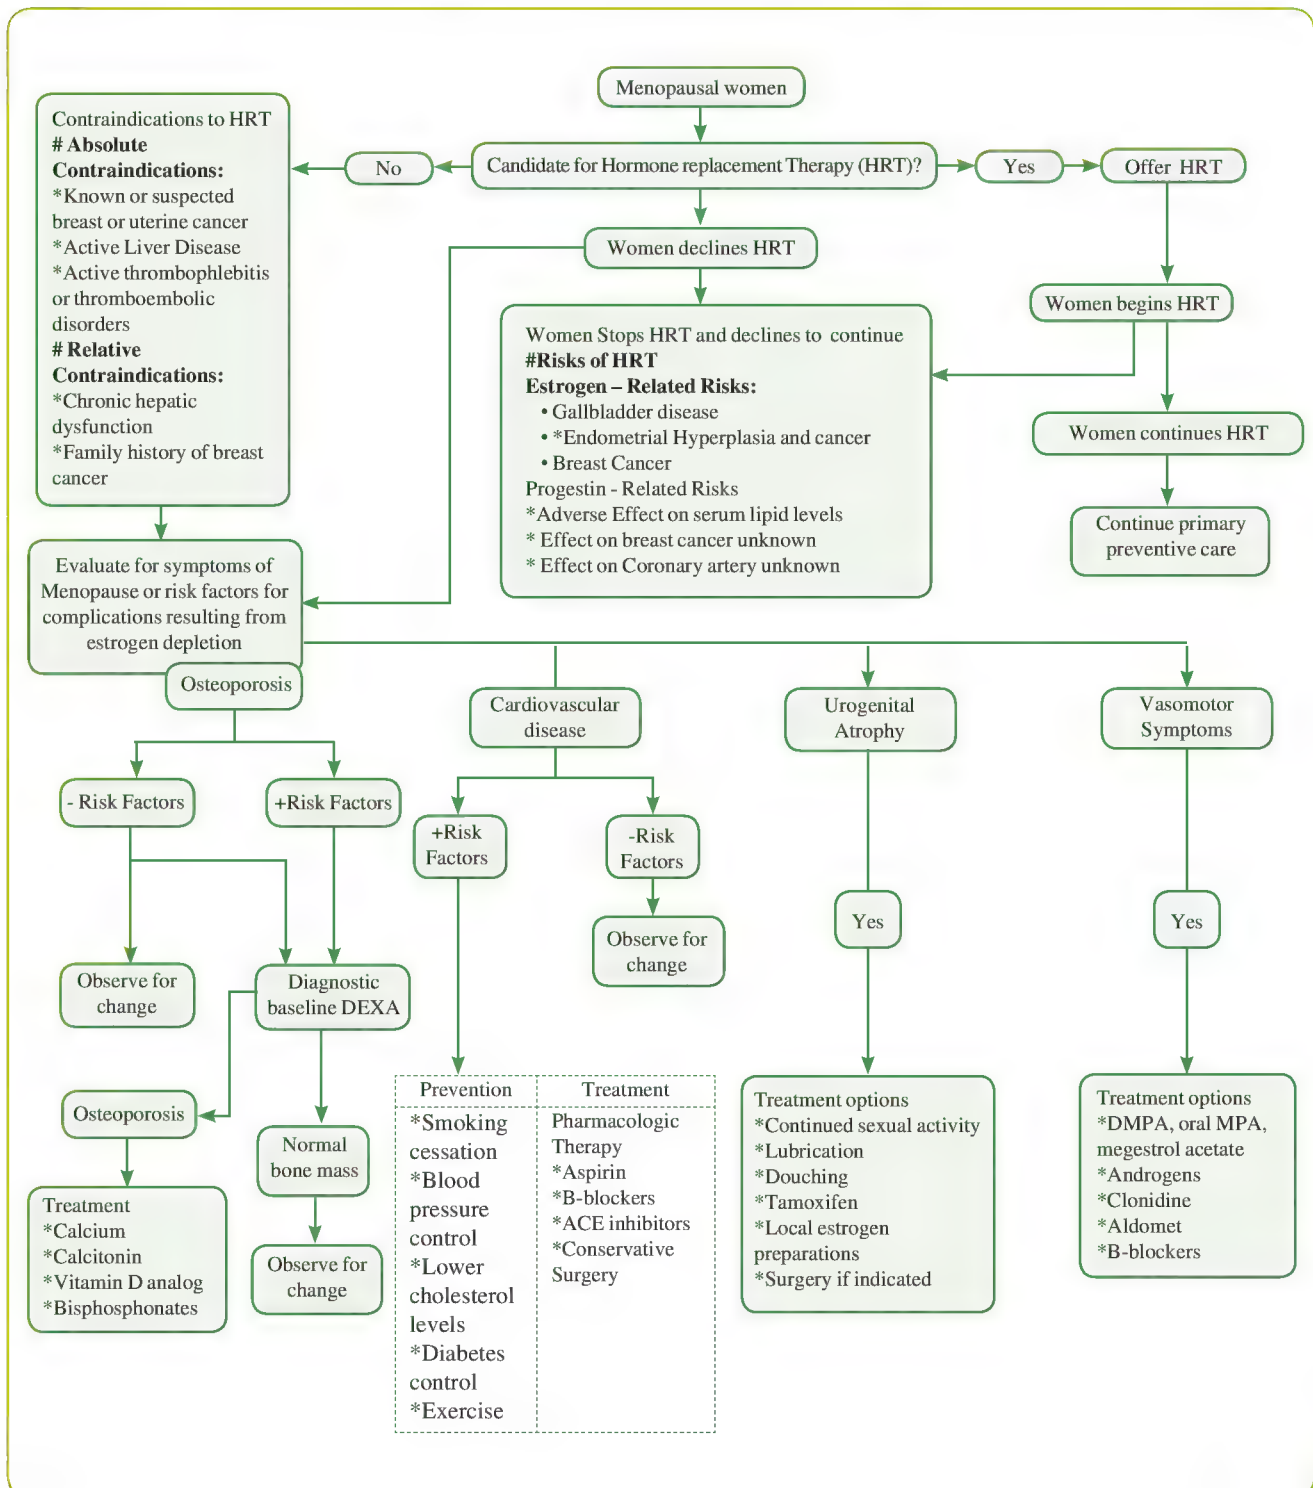 Menopausal women
Candidate for Hormone replacement Therapy (HRT)?
No
Yes
Offer HRT
Contraindications to HRT
# Absolute
Contraindications:
*Known or suspected
breast or uterine cancer
*Active Liver Disease
*Active thrombophlebitis
or thromboembolic
disorders
# Relative
Contraindications:
*Chronic hepatic
dysfunction
*Family history of breast
cancer
Women declines HRT
Women begins HRT
Women Stops HRT and declines to continue
#Risks of HRT
Estrogen – Related Risks:
• Gallbladder disease
• *Endometrial Hyperplasia and cancer
• Breast Cancer
Progestin - Related Risks
*Adverse Effect on serum lipid levels
* Effect on breast cancer unknown
* Effect on Coronary artery unknown
Women continues HRT
Continue primary
preventive care
Evaluate for symptoms of
Menopause or risk factors for
complications resulting from
estrogen depletion
Osteoporosis
Cardiovascular
disease
Urogenital
Atrophy
Vasomotor
Symptoms
- Risk Factors
+Risk Factors
+Risk
Factors
-Risk
Factors
Yes
Yes
Observe for
change
Diagnostic
baseline DEXA
Observe for
change
Osteoporosis
Normal
bone mass
Treatment
*Calcium
*Calcitonin
*Vitamin D analog
*Bisphosphonates
Observe for
change
Prevention
*Smoking
cessation
*Blood
pressure
control
*Lower
cholesterol
levels
*Diabetes
control
*Exercise
Treatment
Pharmacologic
Therapy
*Aspirin
*B-blockers
*ACE inhibitors
*Conservative
Surgery
Treatment options
*Continued sexual activity
*Lubrication
*Douching
*Tamoxifen
*Local estrogen
preparations
*Surgery if indicated
Treatment options
*DMPA, oral MPA,
megestrol acetate
*Androgens
*Clonidine
*Aldomet
*B-blockers